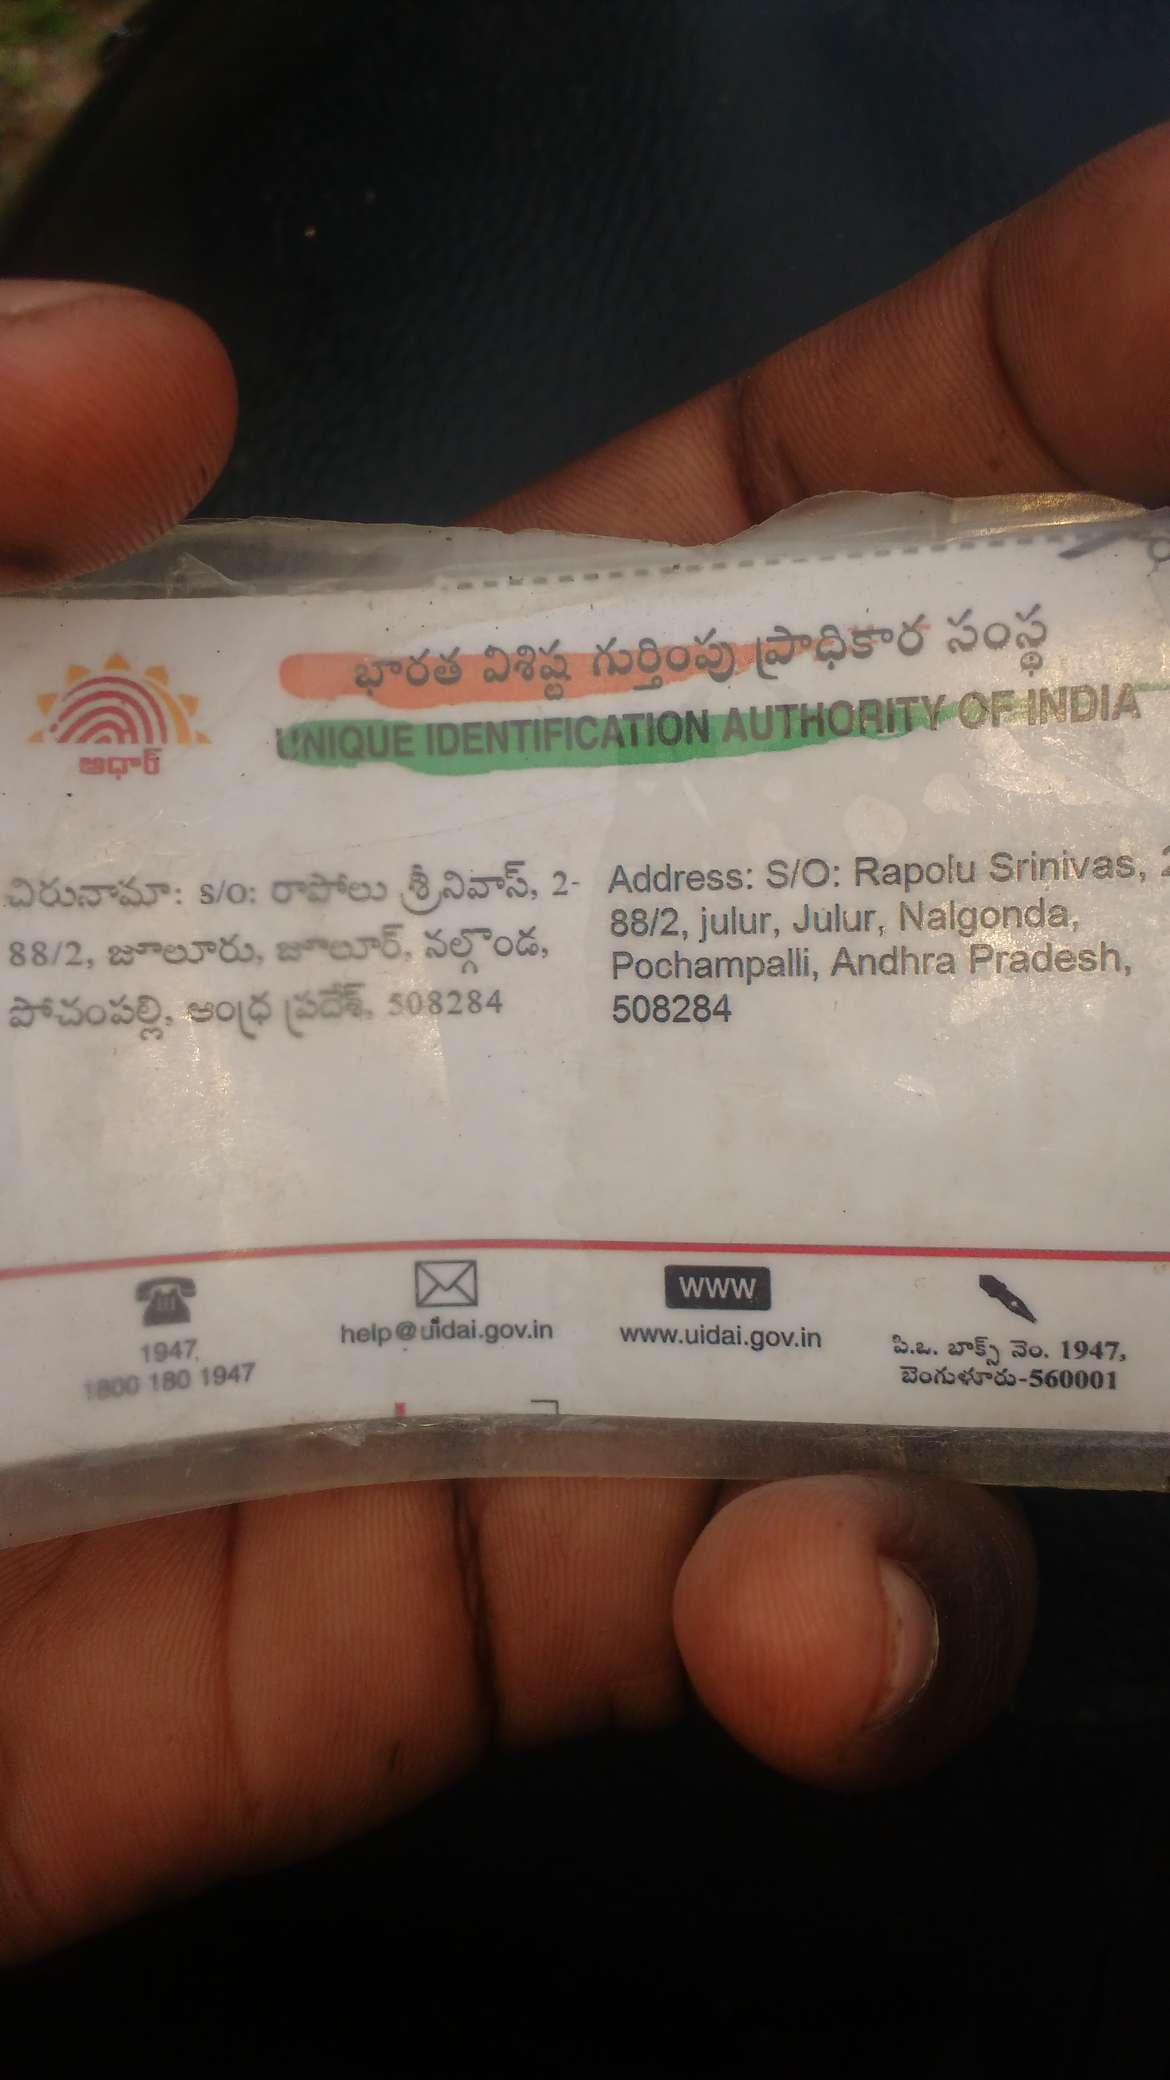 భారత విశిష్ట గుర్తింపు ప్రాధికార సంస్థ
UNIQUE IDENTIFICATION AUTHORITY OF INDIA
ఆధార్
చిరునామా: S/O: రాపోలు శ్రీనివాస్, 2-
88/2, జూలూరు, జూలూర్, నల్గొండ,
పోచంపల్లి, ఆంధ్ర ప్రదేశ్, 508284
Address: S/O: Rapolu Srinivas, 2
88/2, julur, Julur, Nalgonda,
Pochampalli, Andhra Pradesh,
508284
1947,
1800 180 1947
help@uidai.gov.in
WWW
www.uidai.gov.in
పి.ఒ. బాక్స్ నెం. 1947,
బెంగుళూరు-560001